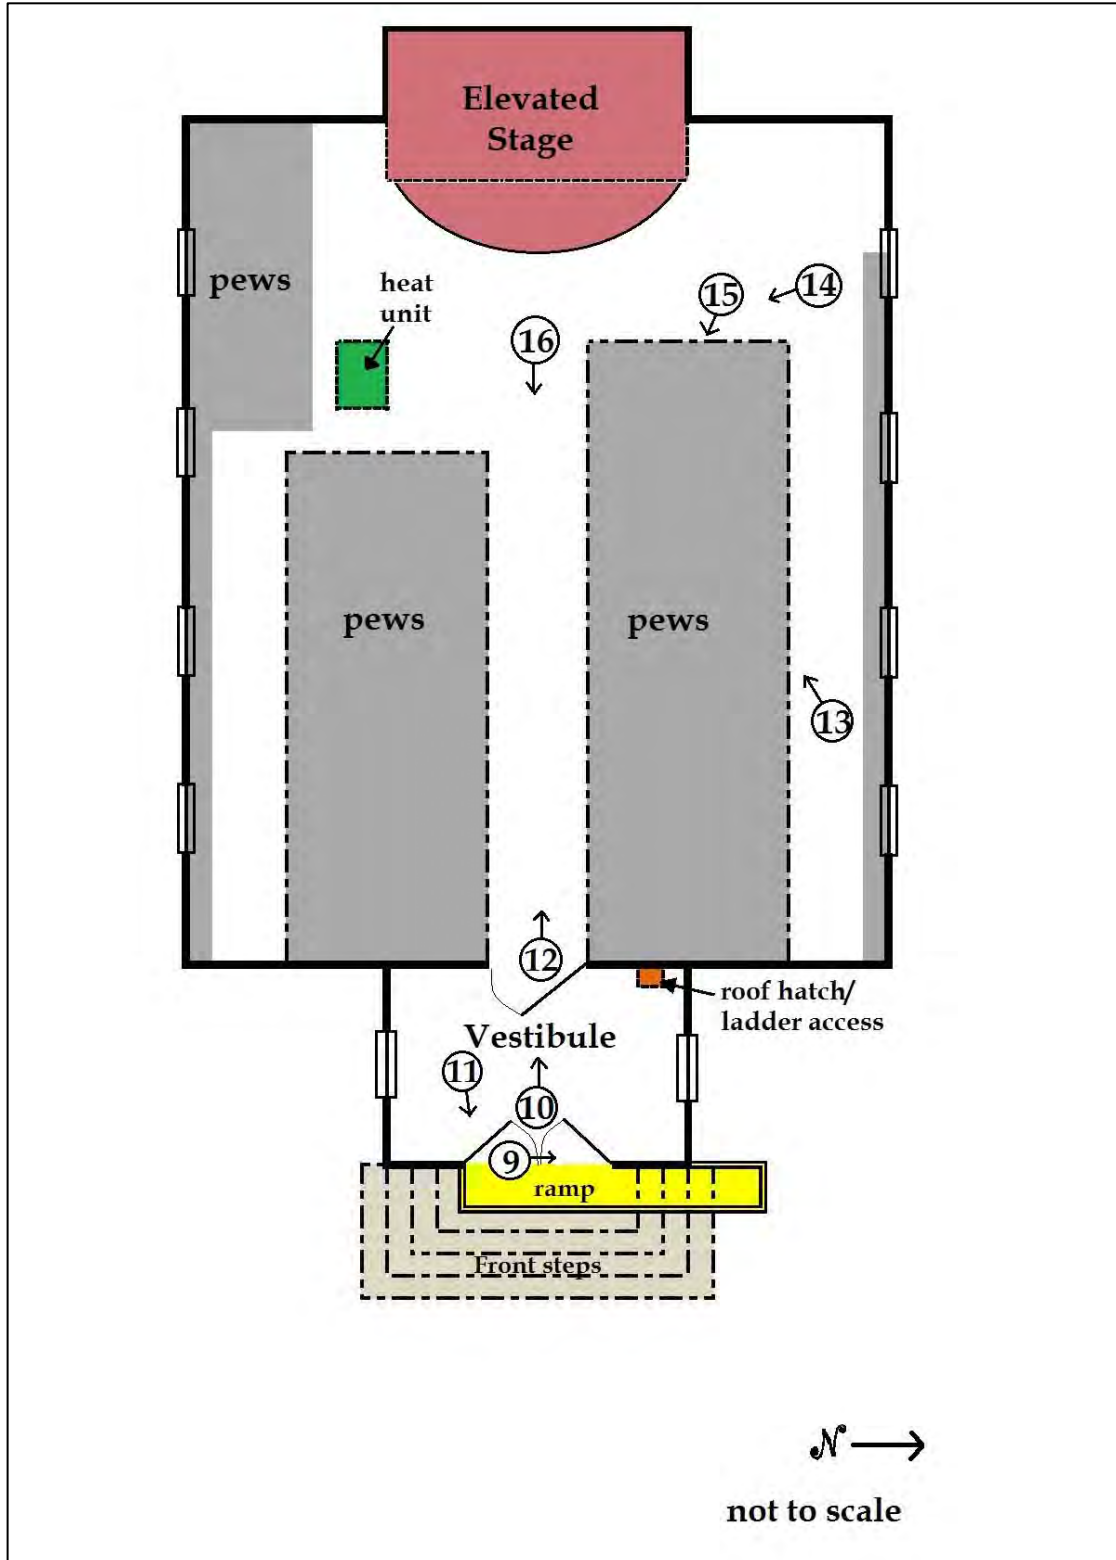 Elevated
Stage
pews
heat
unit
14
15
16
pews
pews
13
12
roof hatch/
ladder access
Vestibule
11
10
9
ramp
Front steps
N
not to scale